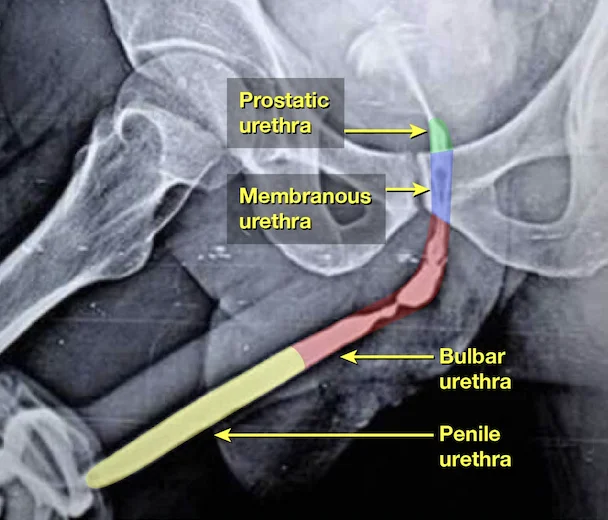 Prostatic
urethra
Membranous
urethra
Bulbar
urethra
Penile
urethra